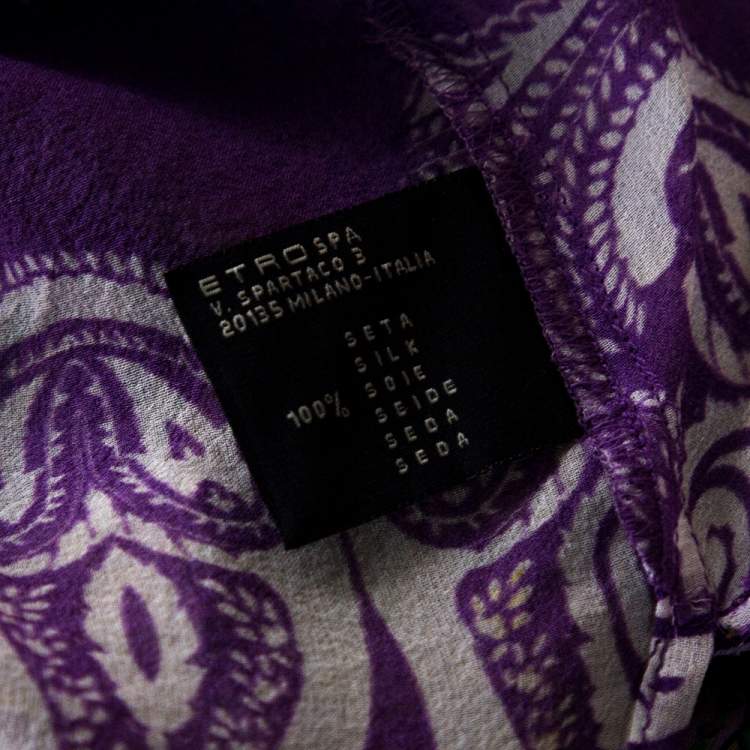 ETRO SPA
V. SPARTACO 3
20135 MILANO-ITALIA
SETA
SILK
SOIE
100% SEIDE
SEDA
SEDA